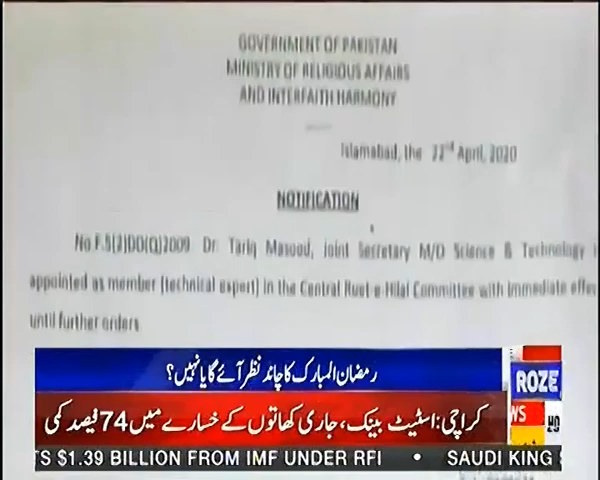 GOVERNMENT OF PAKISTAN
MINISTRY OF RELIGIOUS AFFAIRS
AND INTERFAITH HARMONY
Islamabad, the 22nd April, 2020
NOTIFICATION
No.F.5(2)DD(Q)2009 Dr. Tariq Masood, Joint Secretary M/O Science & Technology
appointed as member (technical expert) in the Central Ruet-e-Hilal Committee with immediate effe
until further orders
رمضان المبارک کا چاند نظر آئے گا یا نہیں؟
ROZE
کراچی: اسٹیٹ بینک، جاری کھاتوں کے خسارے میں 74 فیصد کمی
WS
TS $1.39 BILLION FROM IMF UNDER RFI • SAUDI KING S